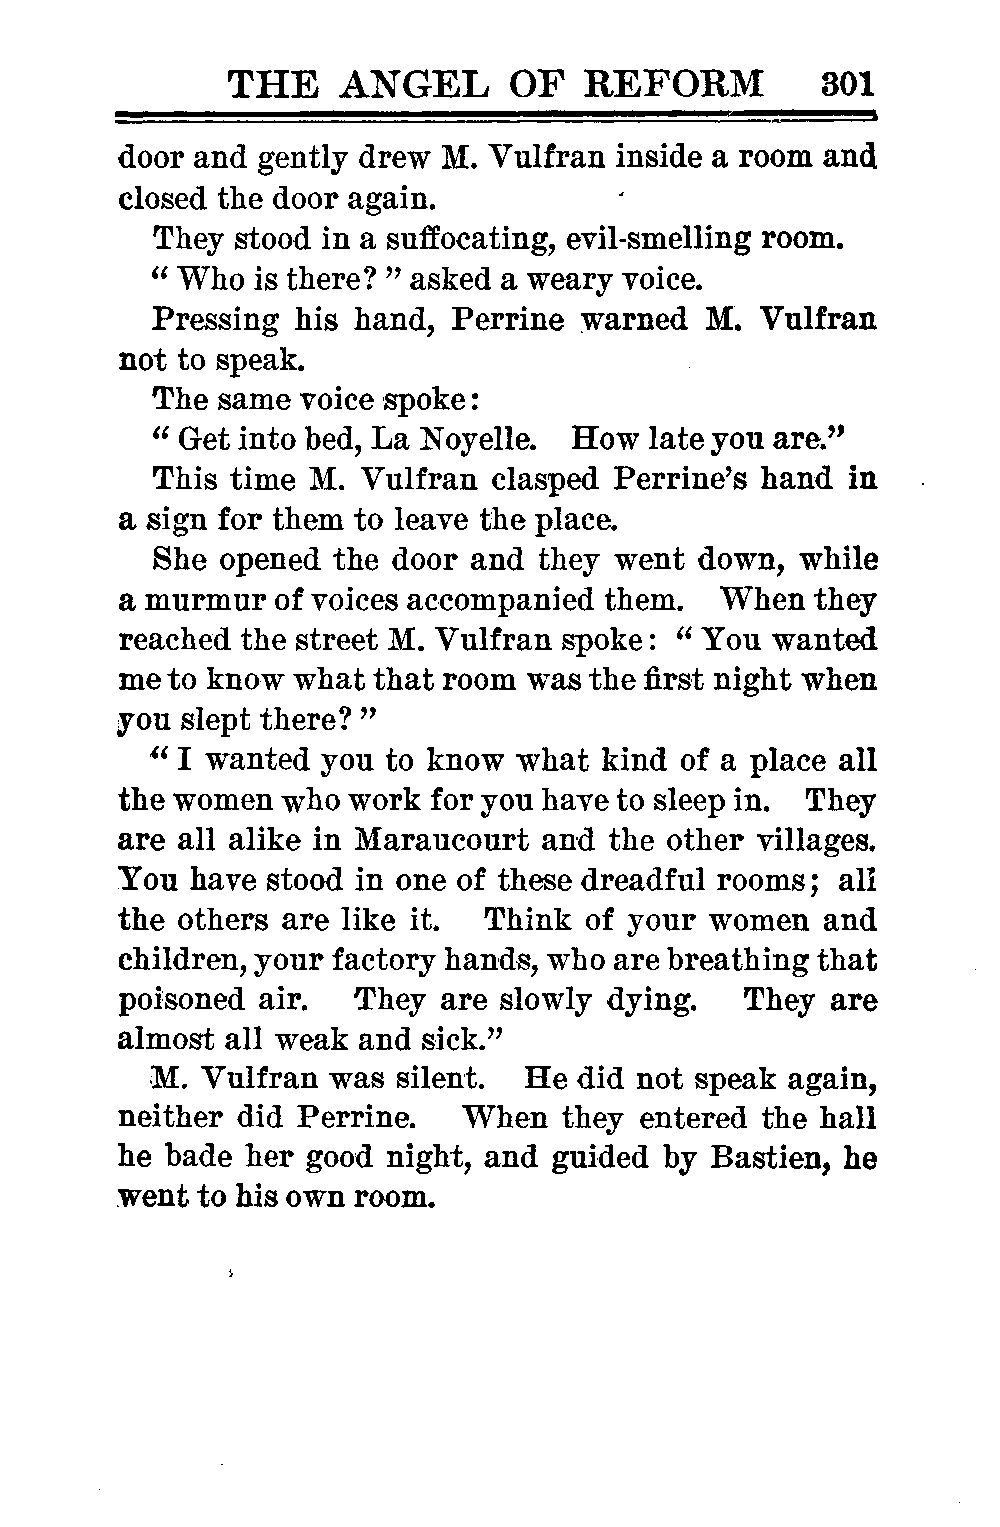 THE ANGEL OF REFORM 301
door and gently drew M. Vulfran inside a room and
closed the door again.
They stood in a suffocating, evil-smelling room.
“ Who is there? ” asked a weary voice.
Pressing his hand, Perrine warned M. Vulfran
not to speak.
The same voice spoke:
“ Get into bed, La Noyelle. How late you are.”
This time M. Vulfran clasped Perrine’s hand in
a sign for them to leave the place.
She opened the door and they went down, while
a murmur of voices accompanied them. When they
reached the street M. Vulfran spoke: “ You wanted
me to know what that room was the first night when
you slept there? ”
“ I wanted you to know what kind of a place all
the women who work for you have to sleep in. They
are all alike in Maraucourt and the other villages.
You have stood in one of these dreadful rooms; all
the others are like it. Think of your women and
children, your factory hands, who are breathing that
poisoned air. They are slowly dying. They are
almost all weak and sick.”
M. Vulfran was silent. He did not speak again,
neither did Perrine. When they entered the hall
he bade her good night, and guided by Bastien, he
went to his own room.